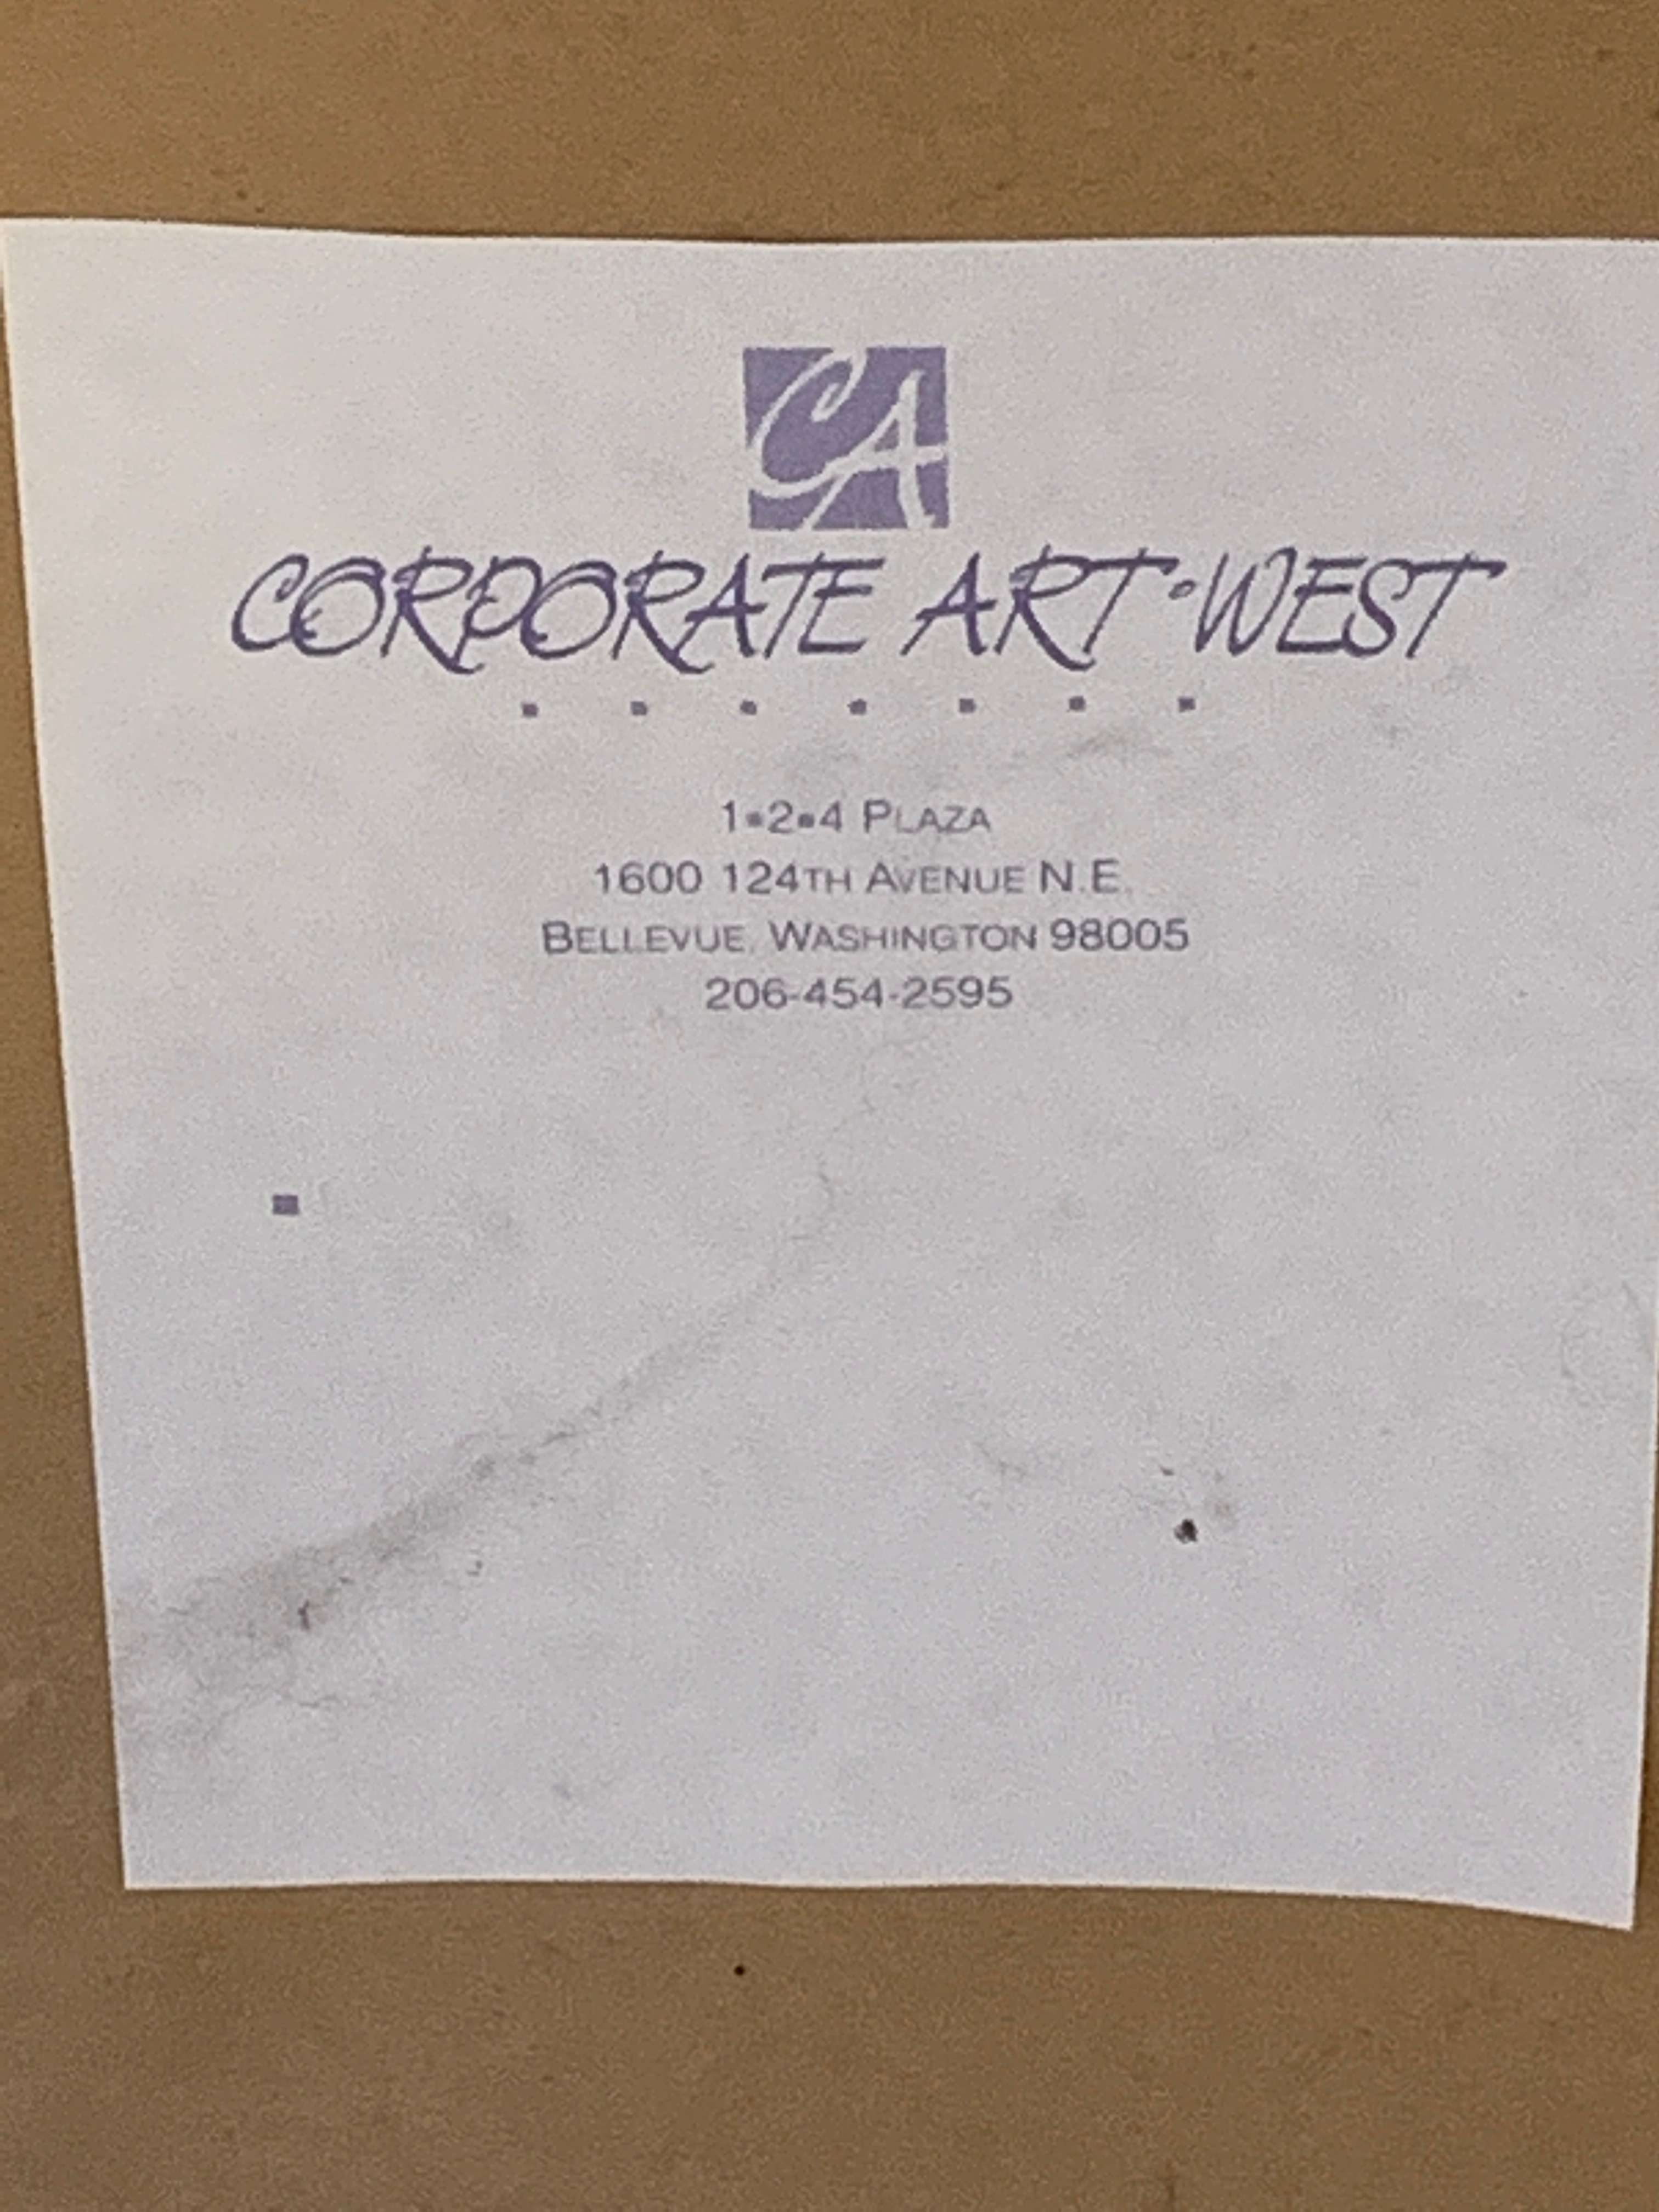 CA
CORPORATE ART•WEST
1•2•4 PLAZA
1600 124TH AVENUE N.E.
BELLEVUE, WASHINGTON 98005
206-454-2595